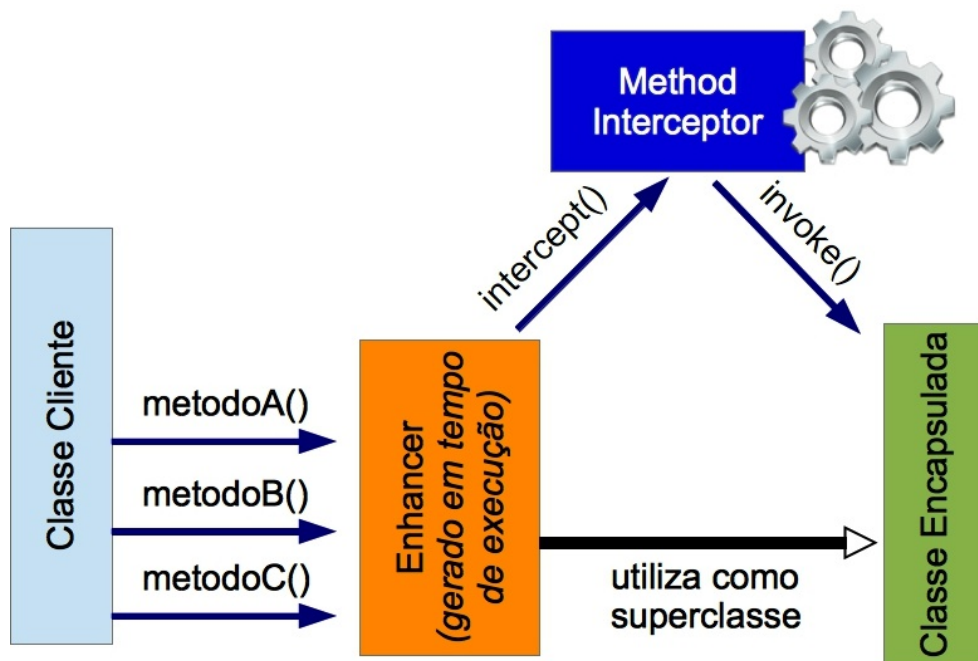 Method
Interceptor
intercept()
invoke()
Classe Cliente
metodoA()
metodoB()
metodoC()
Enhancer
(gerado em tempo
de execução)
utiliza como
superclasse
Classe Encapsulada